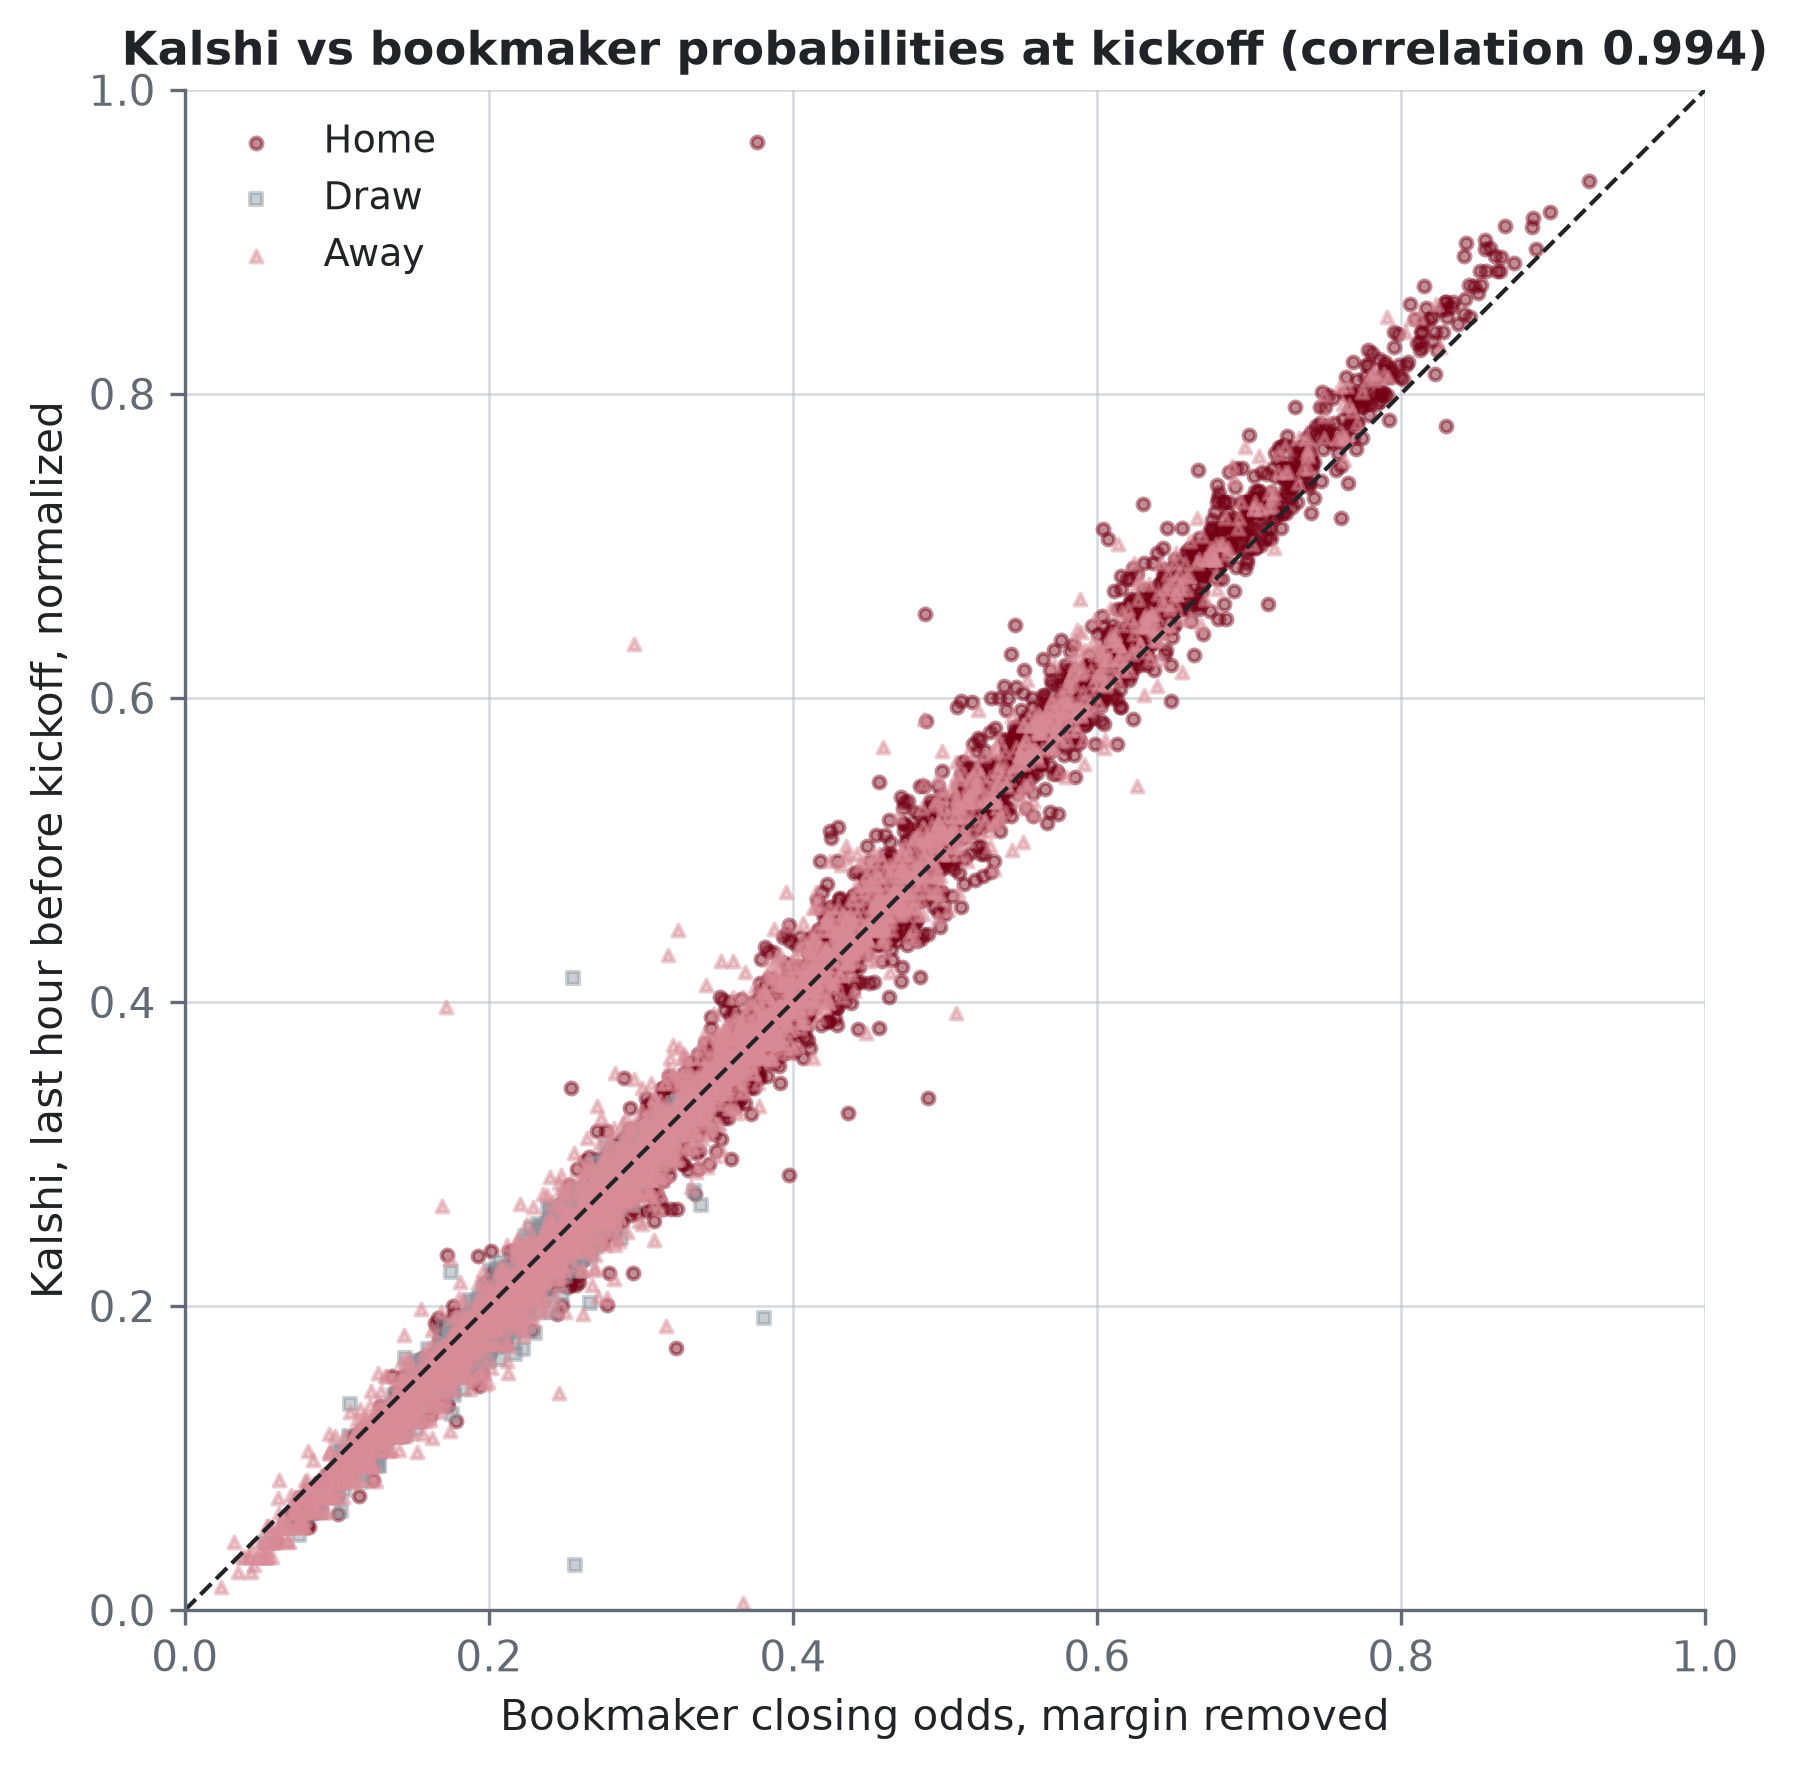 Kalshi vs bookmaker probabilities at kickoff (correlation 0.994)
Home
Draw
Away
1.0
0.8
0.6
0.4
0.2
0.0
Kalshi, last hour before kickoff, normalized
0.0 0.2 0.4 0.6 0.8 1.0
Bookmaker closing odds, margin removed